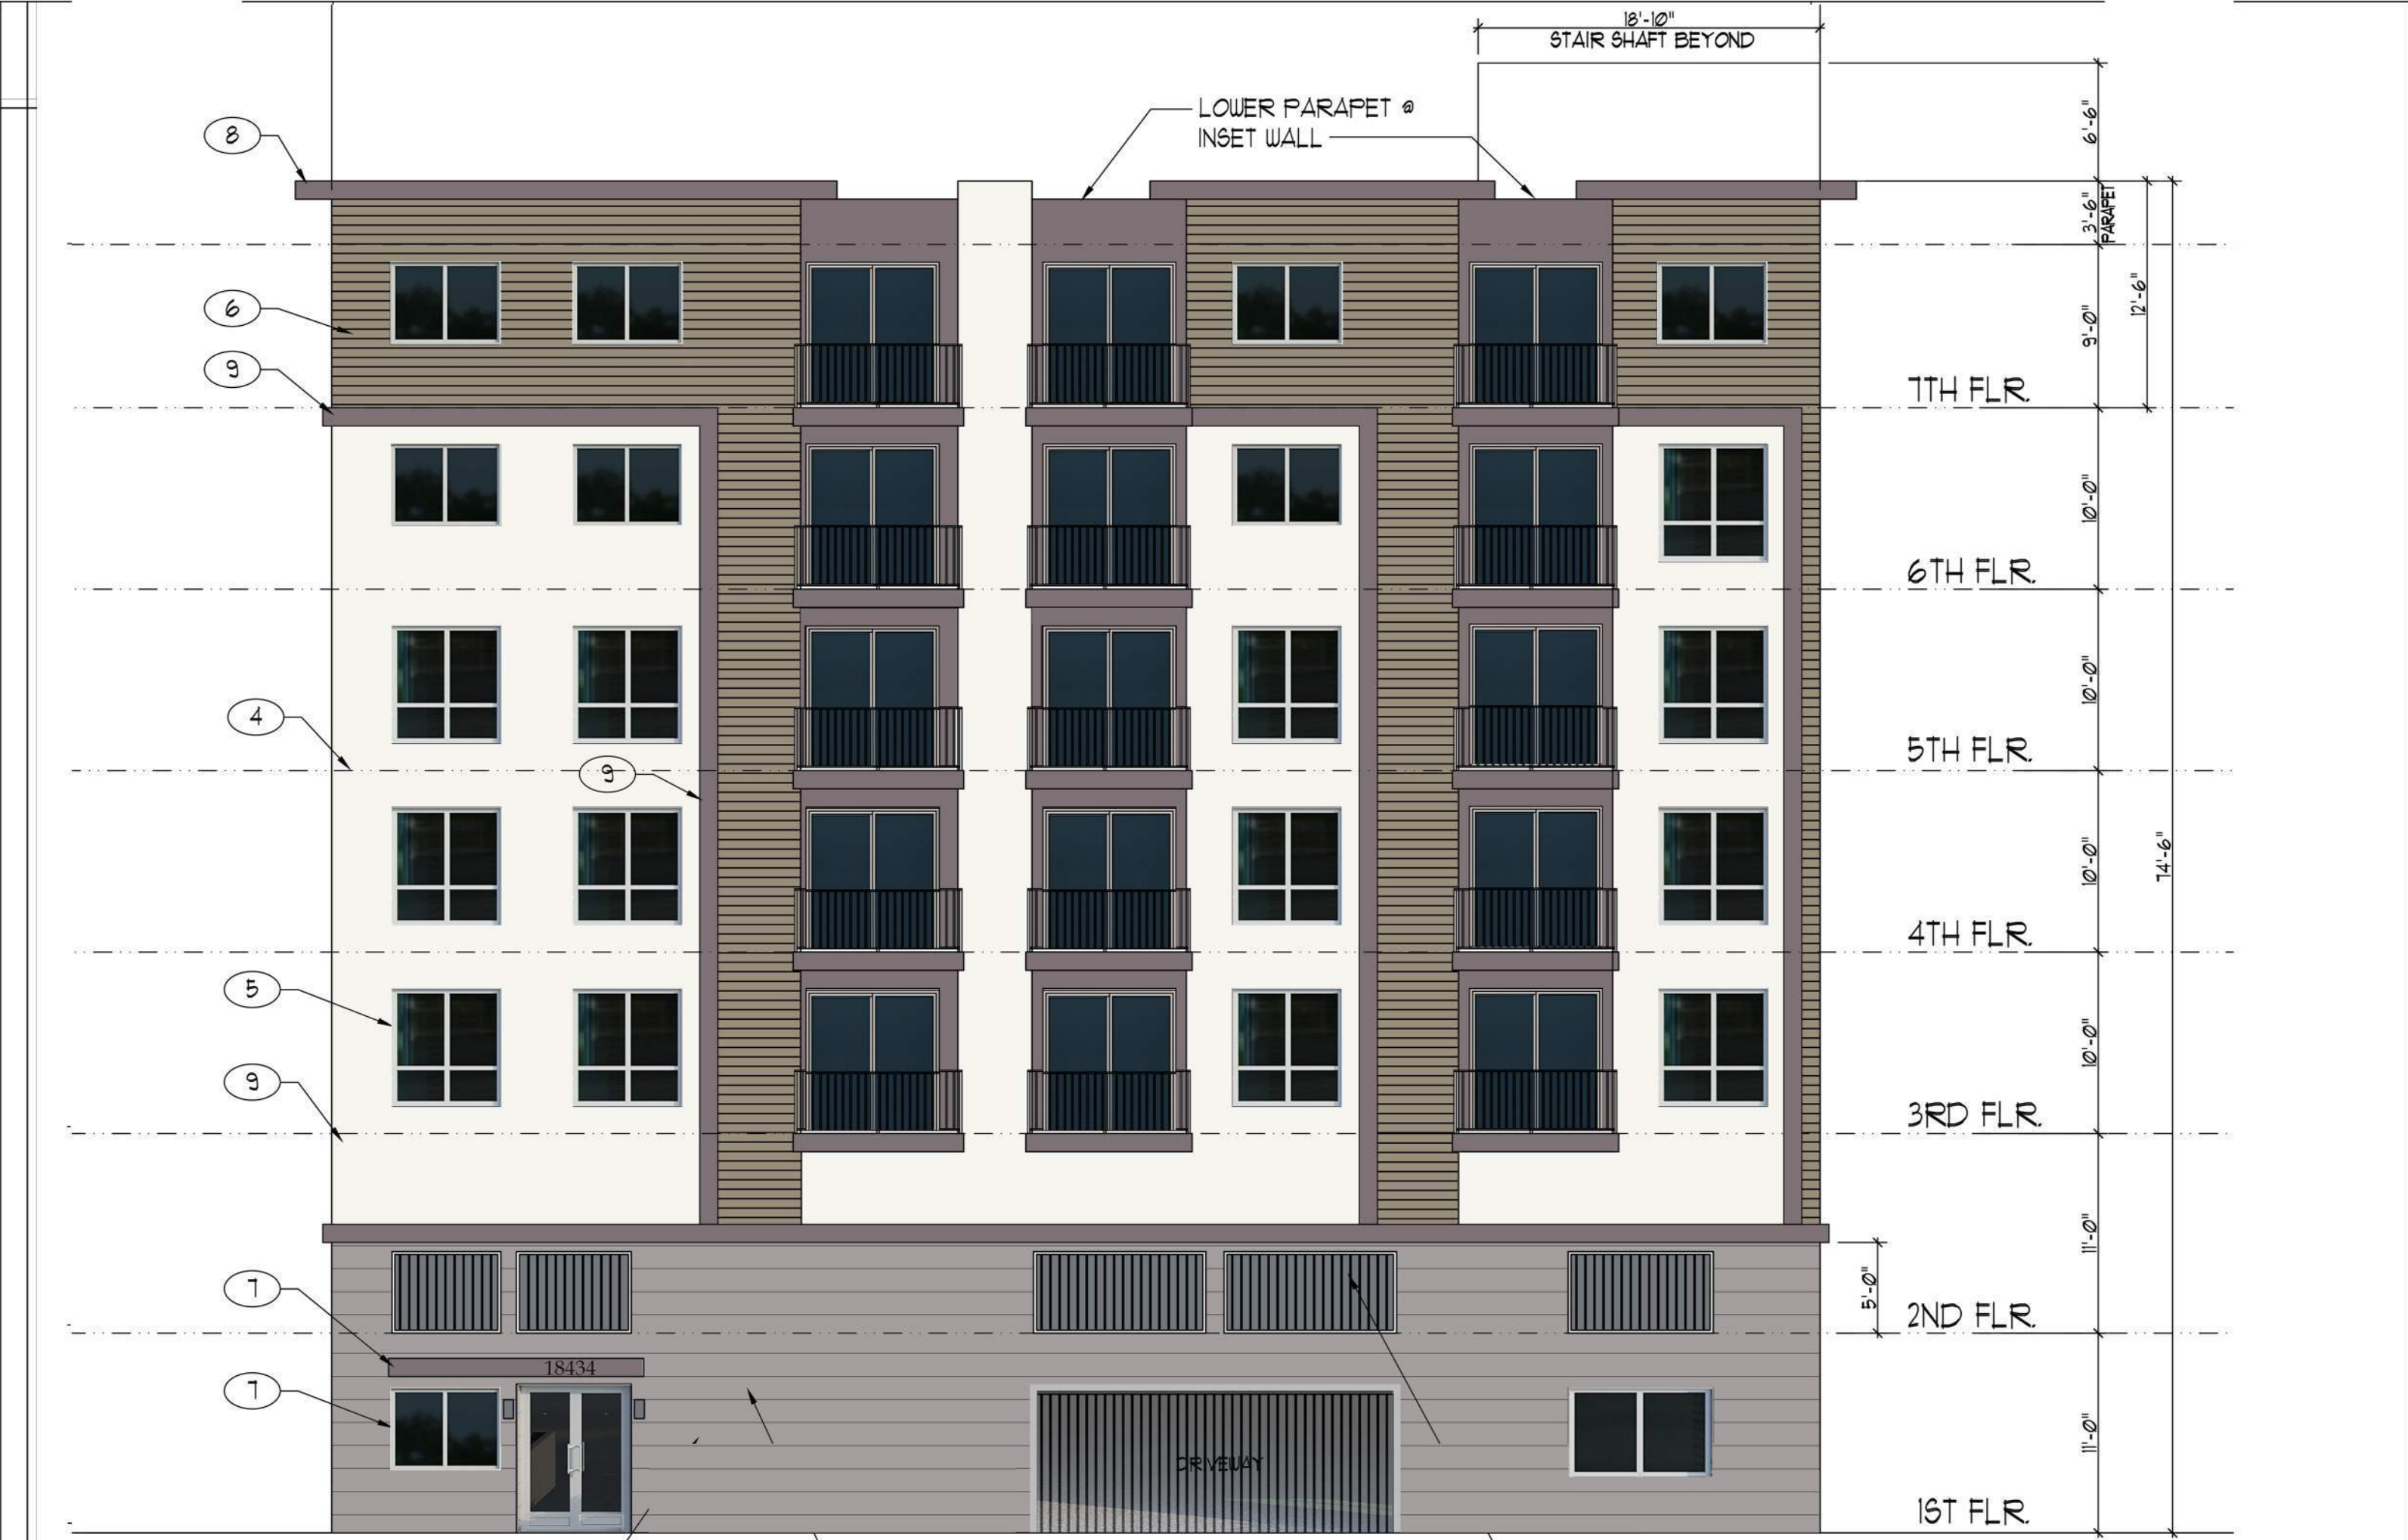 18'-10"
STAIR SHAFT BEYOND
LOWER PARAPET @
INSET WALL
6'-6"
8
3'-6"
PARAPET
12'-6"
6
9'-0"
9
7TH FLR.
10'-0"
6TH FLR.
10'-0"
4
5TH FLR.
9
10'-0"
74'-6"
4TH FLR.
5
10'-0"
9
3RD FLR.
11'-0"
7
5'-0"
2ND FLR.
18434
7
11'-0"
DRIVEWAY
1ST FLR.